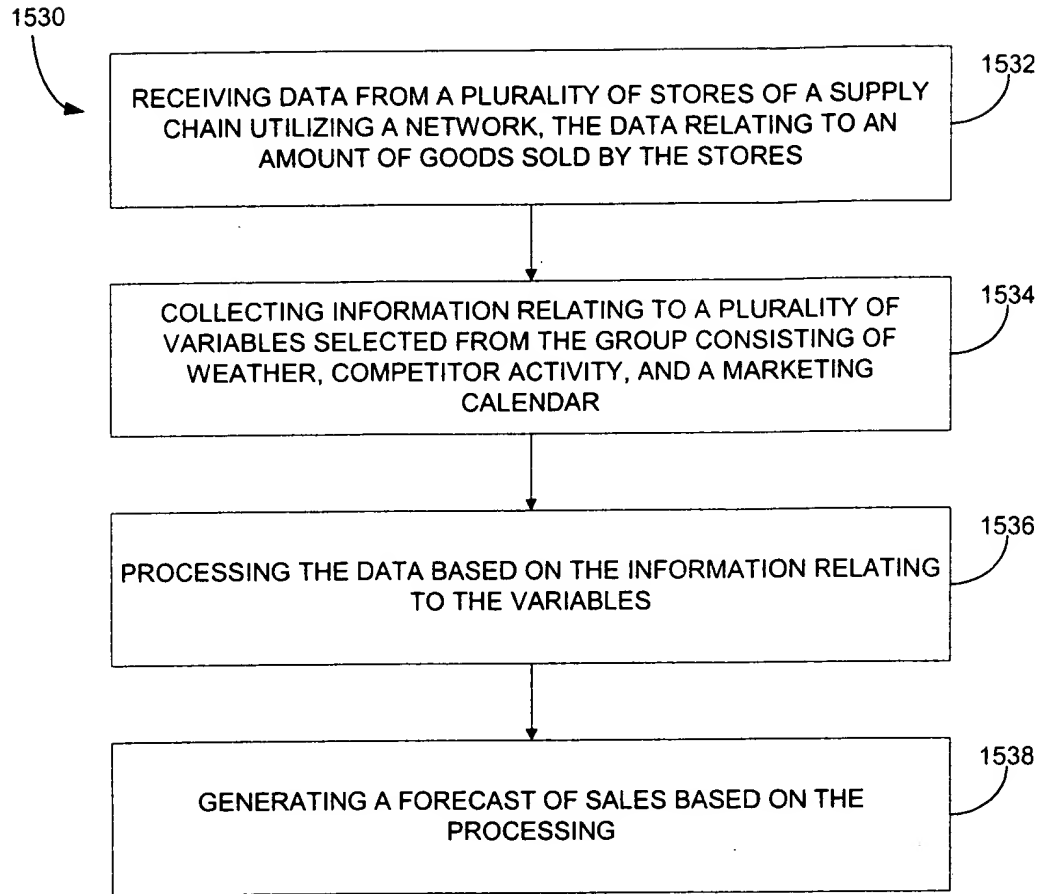 1530
1532
RECEIVING DATA FROM A PLURALITY OF STORES OF A SUPPLY
CHAIN UTILIZING A NETWORK, THE DATA RELATING TO AN
AMOUNT OF GOODS SOLD BY THE STORES
1534
COLLECTING INFORMATION RELATING TO A PLURALITY OF
VARIABLES SELECTED FROM THE GROUP CONSISTING OF
WEATHER, COMPETITOR ACTIVITY, AND A MARKETING
CALENDAR
1536
PROCESSING THE DATA BASED ON THE INFORMATION RELATING
TO THE VARIABLES
1538
GENERATING A FORECAST OF SALES BASED ON THE
PROCESSING